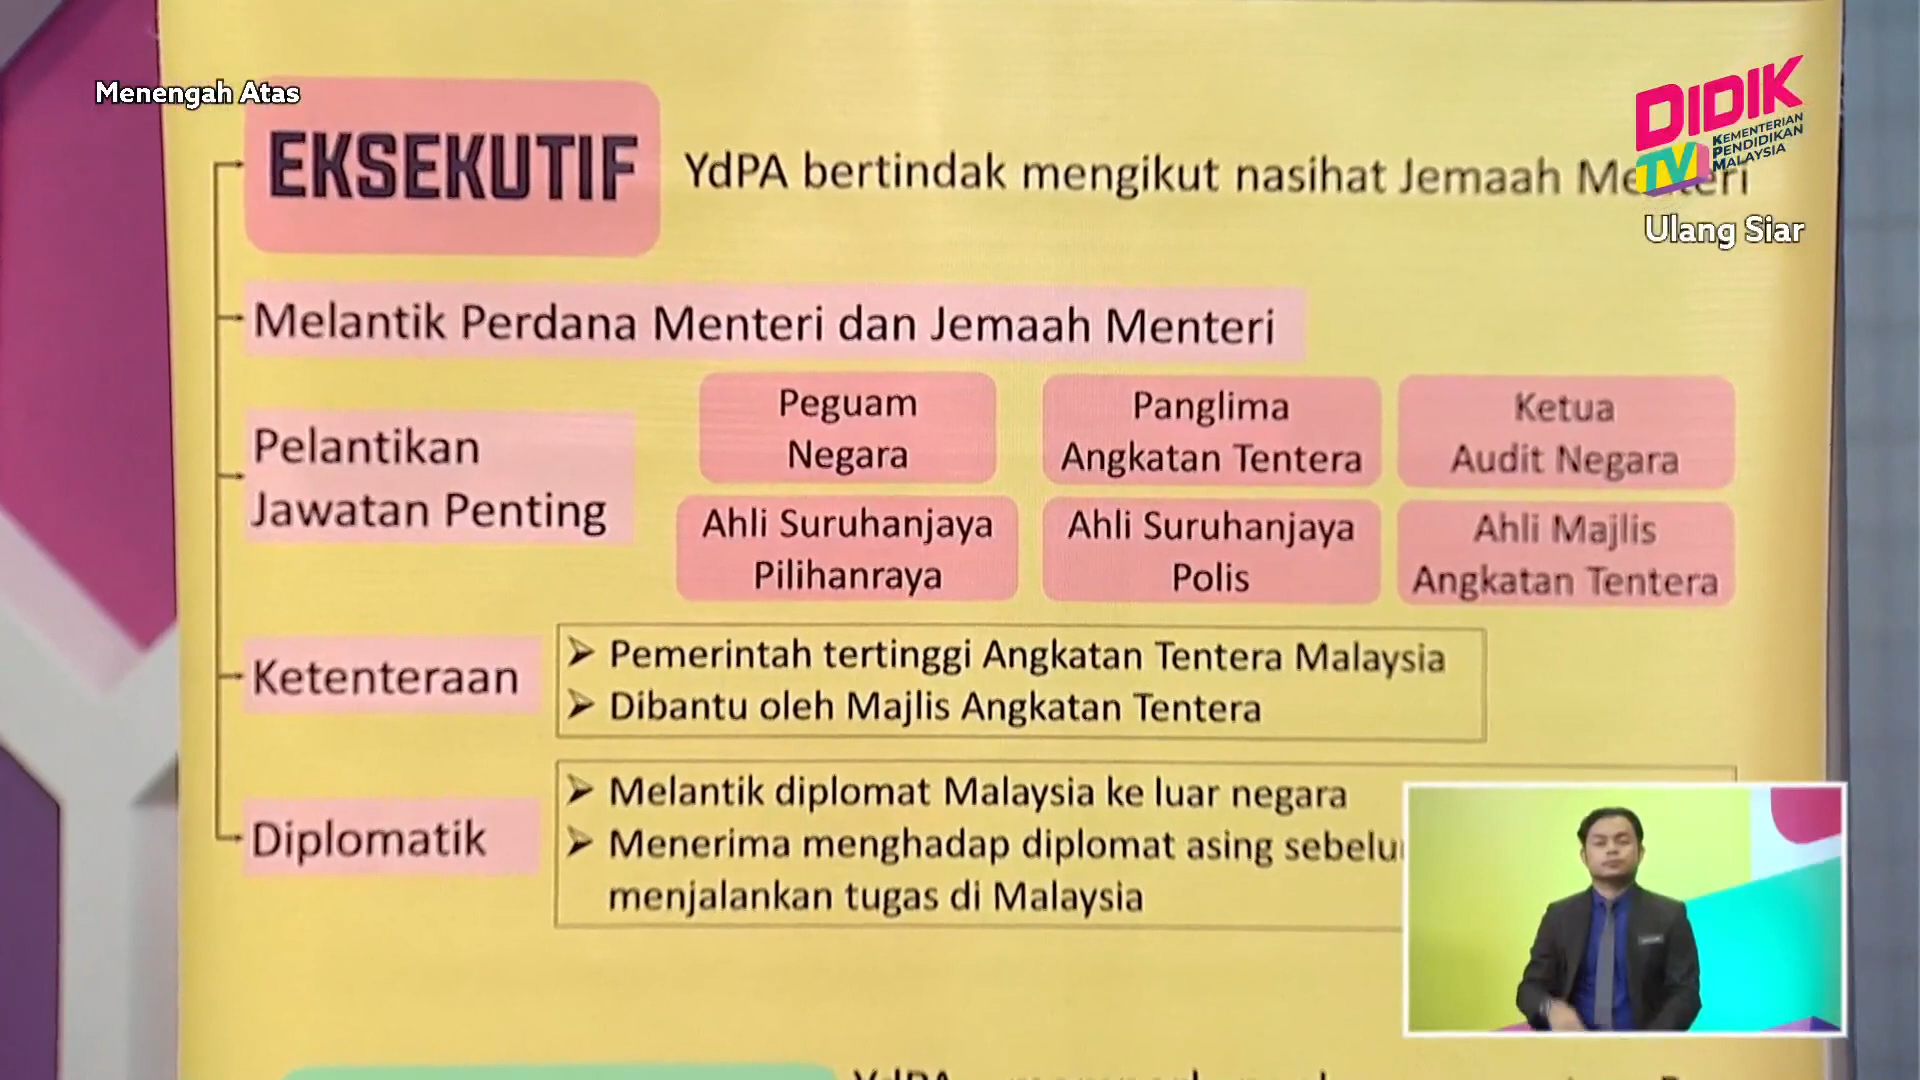 Menengah Atas
DIDIK
TV
KEMENTERIAN
PENDIDIKAN
MALAYSIA
Ulang Siar
EKSEKUTIF
YdPA bertindak mengikut nasihat Jemaah
Melantik Perdana Menteri dan Jemaah Menteri
Pelantikan
Jawatan Penting
Peguam
Negara
Panglima
Angkatan Tentera
Ketua
Audit Negara
Ahli Suruhanjaya
Pilihanraya
Ahli Suruhanjaya
Polis
Ahli Majlis
Angkatan Tentera
Ketenteraan
➢ Pemerintah tertinggi Angkatan Tentera Malaysia
➢ Dibantu oleh Majlis Angkatan Tentera
Diplomatik
➢ Melantik diplomat Malaysia ke luar negara
➢ Menerima menghadap diplomat asing
menjalankan tugas di Malaysia
YdPA